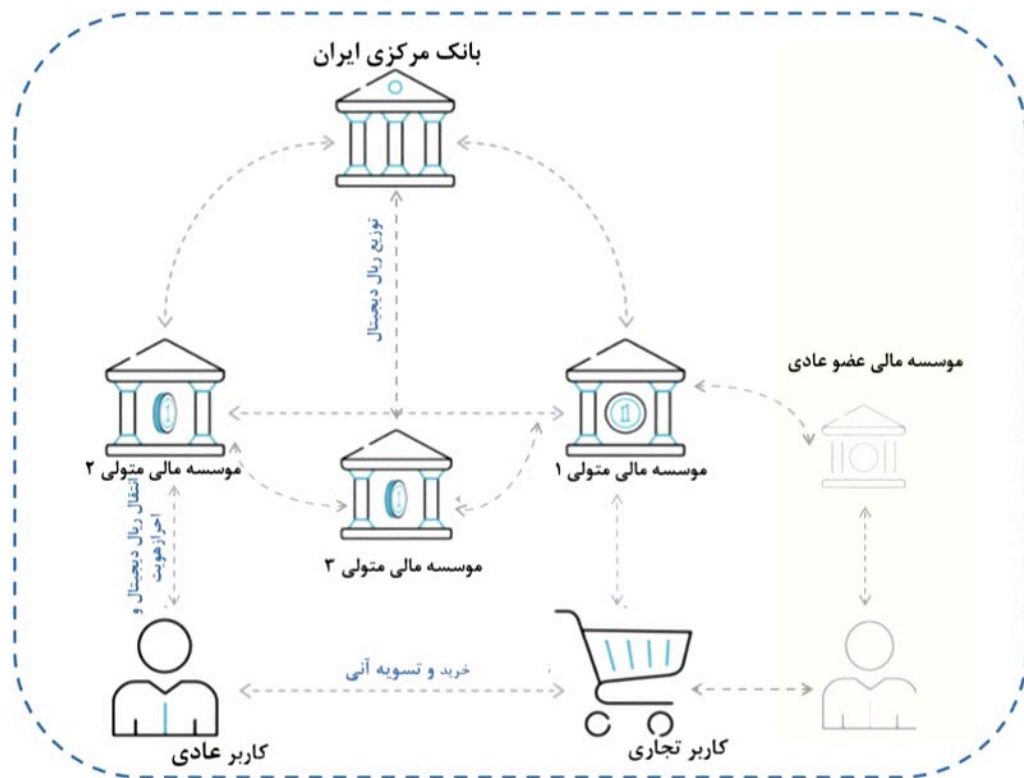 بانک مرکزی ایران
توزیع ریال دیجیتال
موسسه مالی عضو عادی
موسسه مالی متولی ۱
موسسه مالی متولی ۲
موسسه مالی متولی ۳
انتقال ریال دیجیتال و
احرازهویت
خرید و تسویه آنی
کاربر تجاری
کاربر عادی